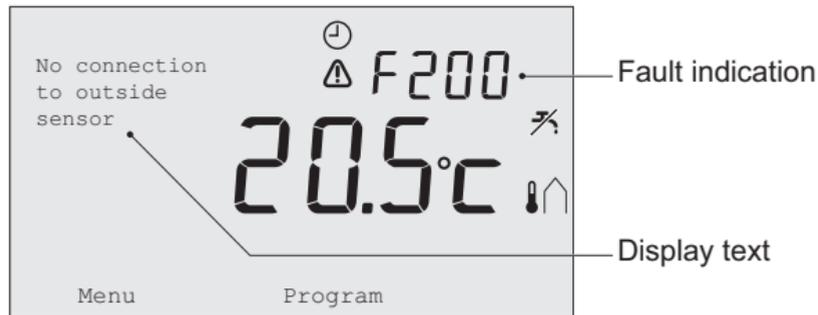 No connection
to outside
sensor
F200
Fault indication
20.5°c
Display text
Menu Program